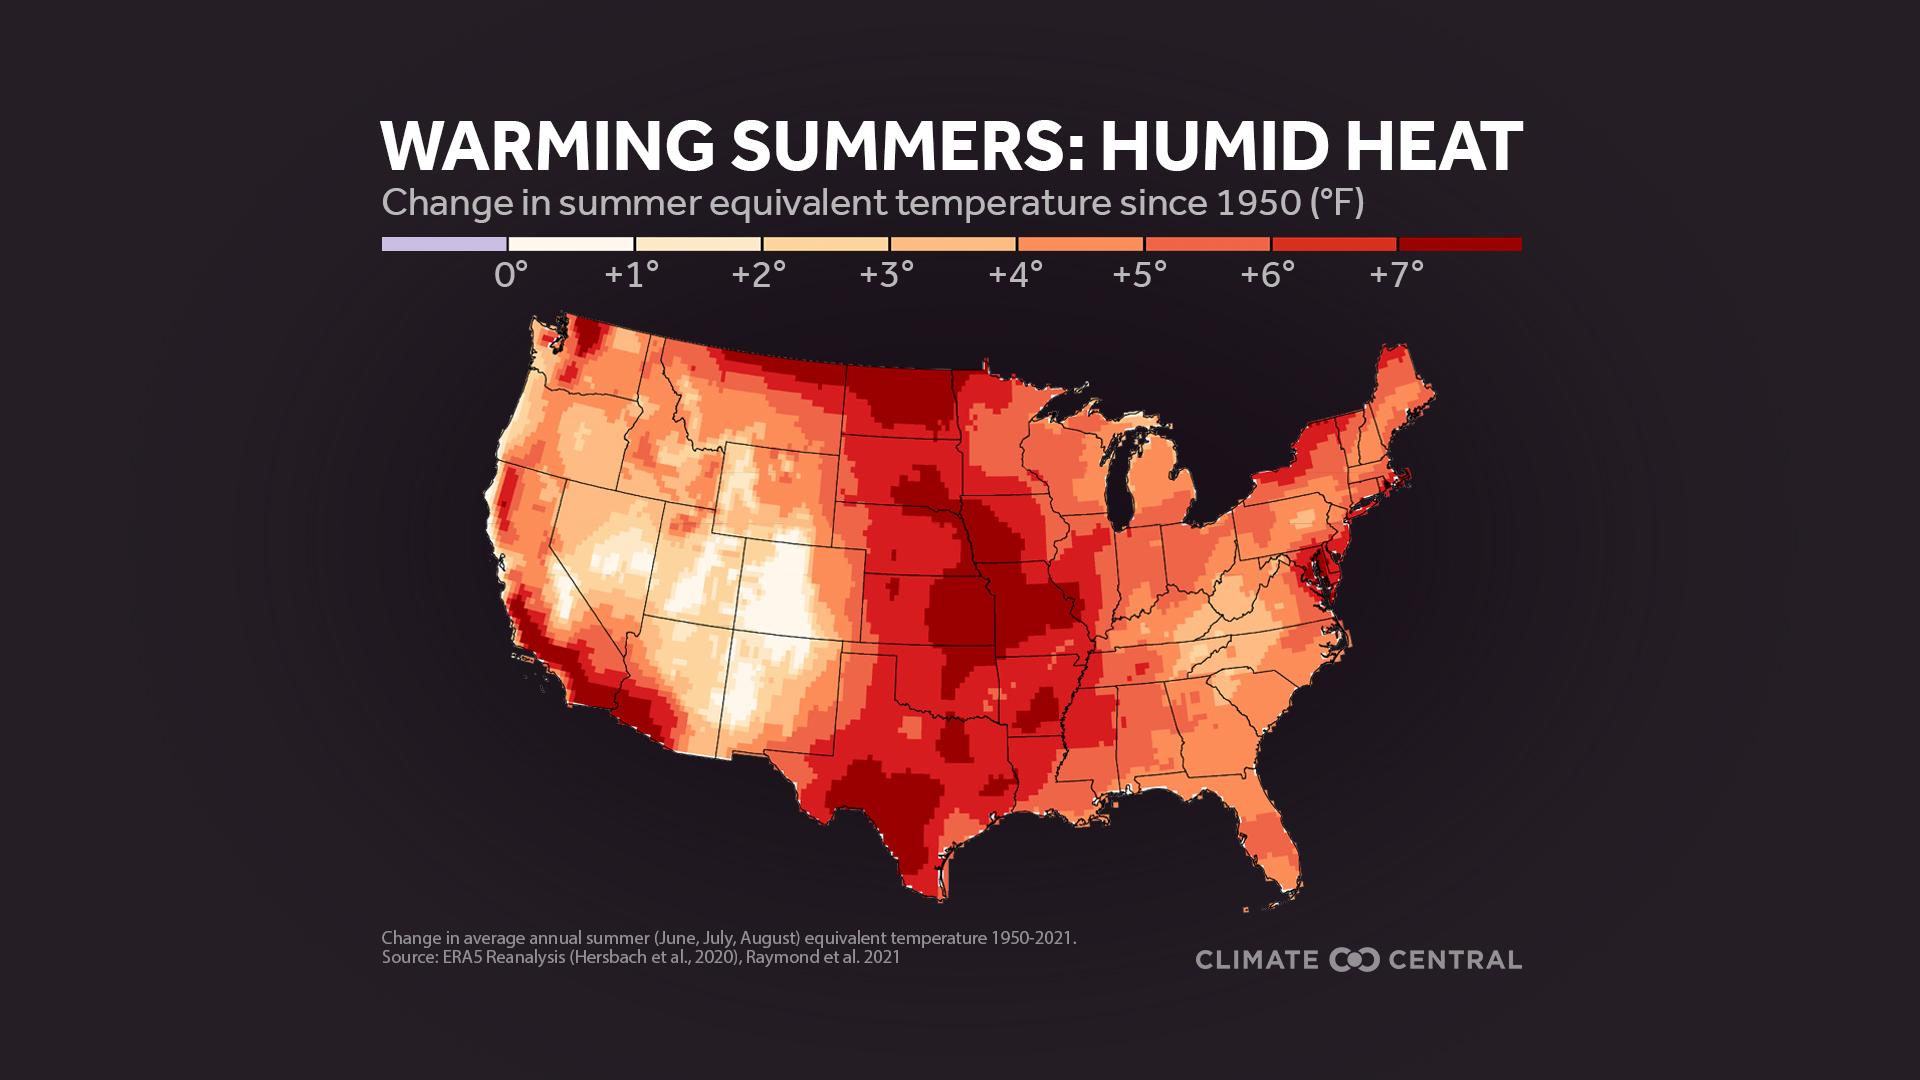 WARMING SUMMERS: HUMID HEAT
Change in summer equivalent temperature since 1950 (°F)
0° +1° +2° +3° +4° +5° +6° +7°
Change in average annual summer (June, July, August) equivalent temperature 1950-2021.
Source: ERA5 Reanalysis (Hersbach et al., 2020), Raymond et al. 2021
CLIMATE CENTRAL